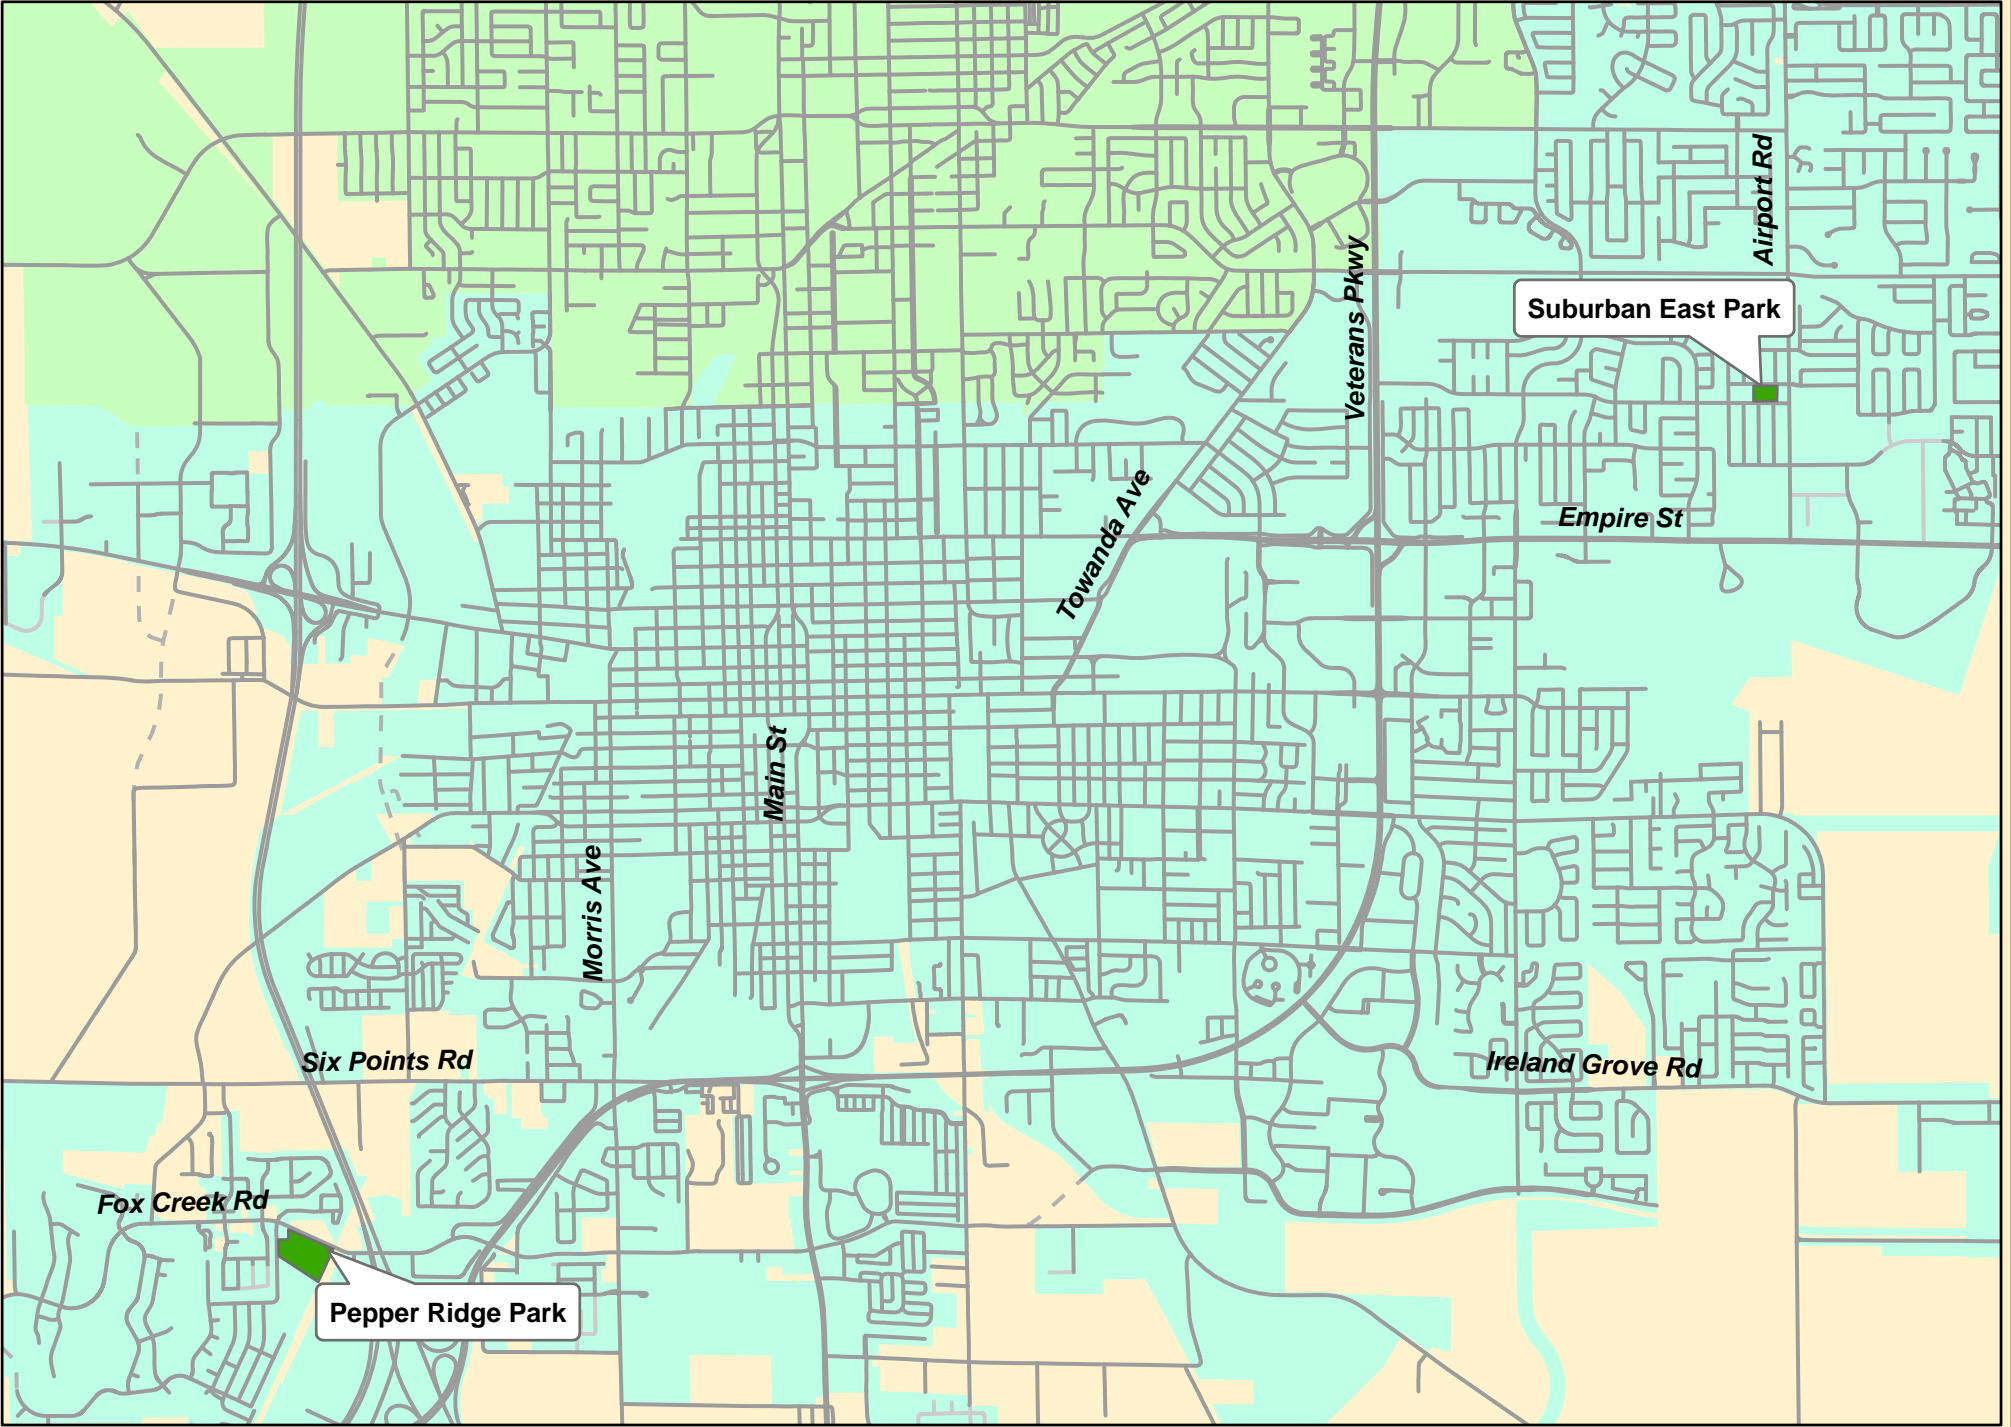 Airport Rd
Veterans Pkwy
Suburban East Park
Towanda Ave
Empire St
Main St
Morris Ave
Six Points Rd
Ireland Grove Rd
Fox Creek Rd
Pepper Ridge Park